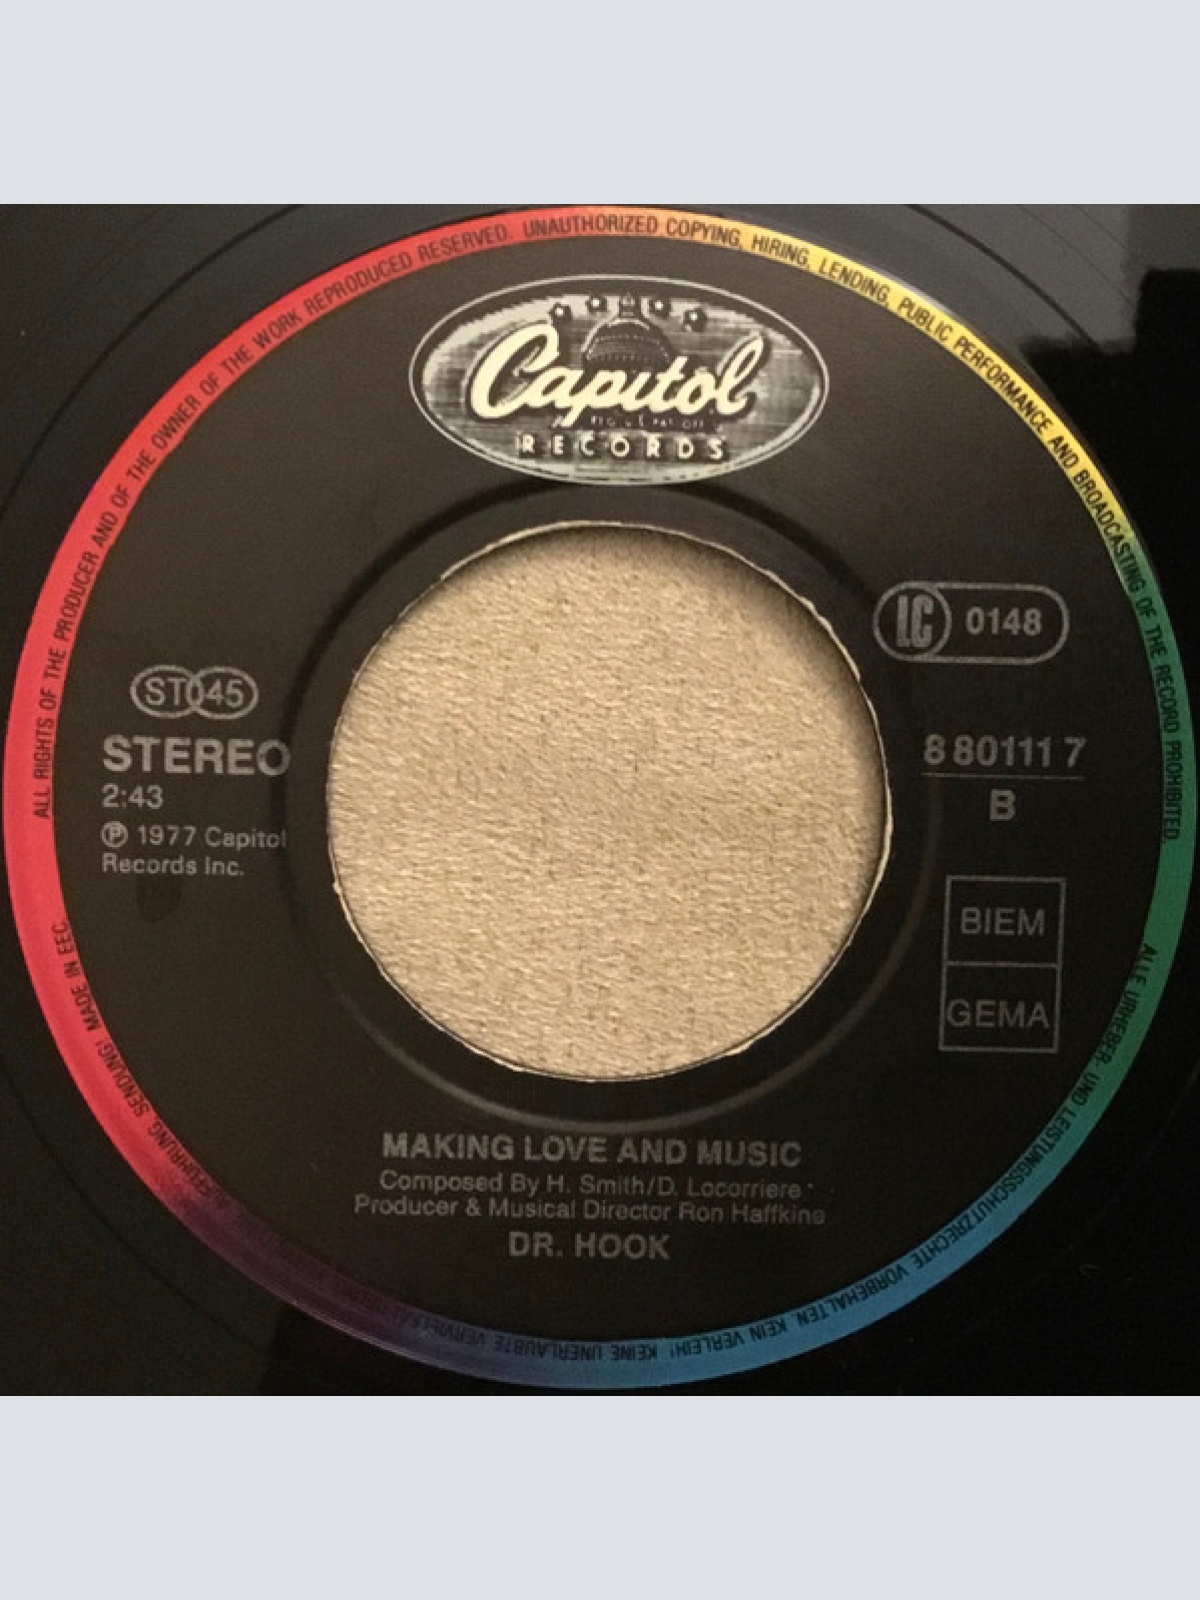 ALL RIGHTS OF THE PRODUCER AND OF THE OWNER OF THE WORK REPRODUCED RESERVED. UNAUTHORIZED COPYING, HIRING, LENDING, PUBLIC PERFORMANCE AND BROADCASTING OF THE RECORD PROHIBITED.
Capitol
REG. U.S. PAT. OFF.
RECORDS
LC 0148
ST 45
STEREO
2:43
℗ 1977 Capitol
Records Inc.
8 80111 7
B
BIEM
GEMA
MAKING LOVE AND MUSIC
Composed By H. Smith/D. Locorriere
Producer & Musical Director Ron Haffkine
DR. HOOK
ALLE URHEBER- UND LEISTUNGSSCHUTZRECHTE VORBEHALTEN. KEIN VERLEIH! KEINE UNERLAUBTE SENDUNG! MADE IN EEC.